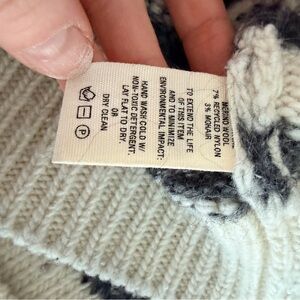 MERINO WOOL
7% RECYCLED NYLON
3% MOHAIR
TO EXTEND THE LIFE
OF THIS ITEM
AND TO MINIMIZE
ENVIRONMENTAL IMPACT:
HAND WASH COLD W/
NON-TOXIC DETERGENT.
LAY FLAT TO DRY.
OR
DRY CLEAN
P